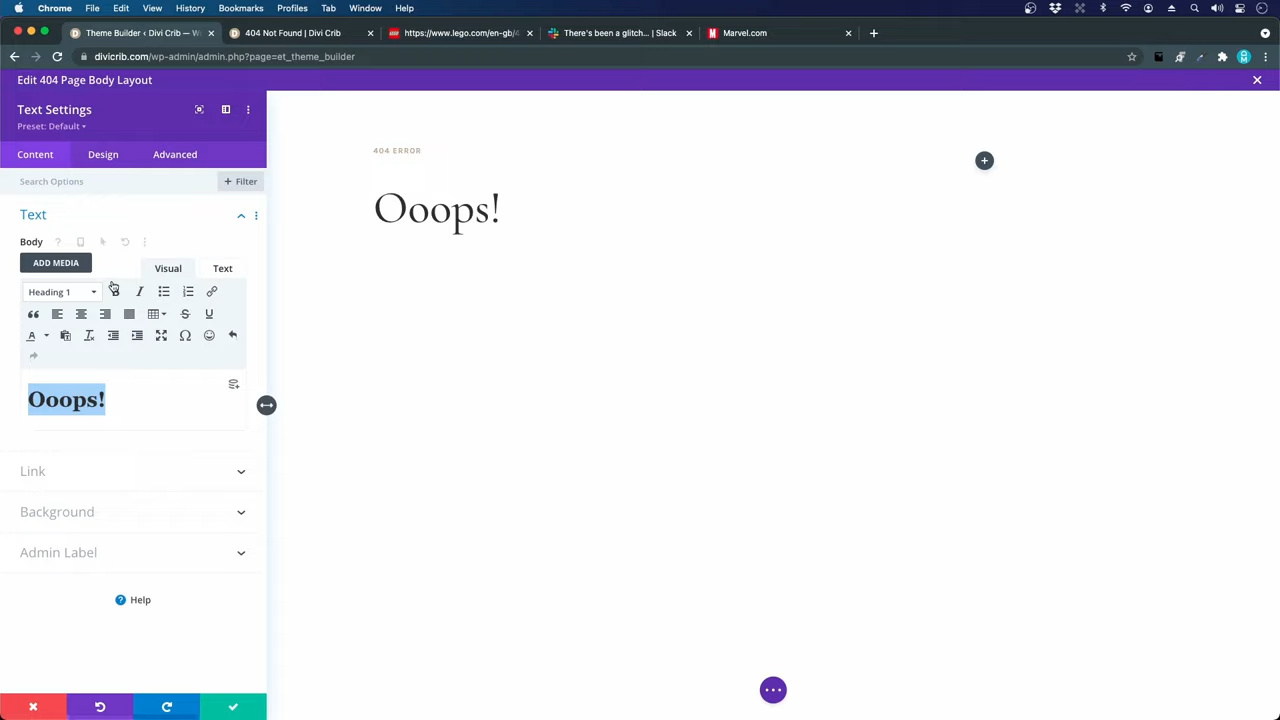 Chrome File Edit View History Bookmarks Profiles Tab Window Help
Theme Builder ‹ Divi Crib — W
404 Not Found | Divi Crib
https://www.lego.com/en-gb/4
There's been a glitch... | Slack
Marvel.com
divicrib.com/wp-admin/admin.php?page=et_theme_builder
Edit 404 Page Body Layout
Text Settings
Preset: Default
Content Design Advanced
Search Options
+ Filter
Text
Body
ADD MEDIA
Visual Text
Heading 1
B I
U
A
Ooops!
Link
Background
Admin Label
Help
404 ERROR
Ooops!